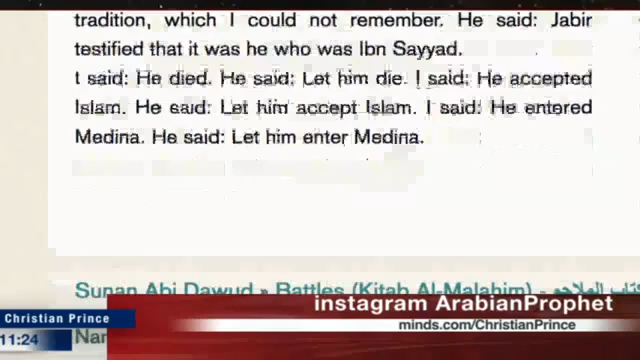 tradition, which I could not remember. He said: Jabir
testified that it was he who was Ibn Sayyad.
I said: He died. He said: Let him die. I said: He accepted
Islam. He said: Let him accept Islam. I said: He entered
Medina. He said: Let him enter Medina.
Sunan Abi Dawud » Battles (Kitab Al-Malahim) - كتاب الملاحم
instagram ArabianProphet
Christian Prince
minds.com/ChristianPrince
11:24